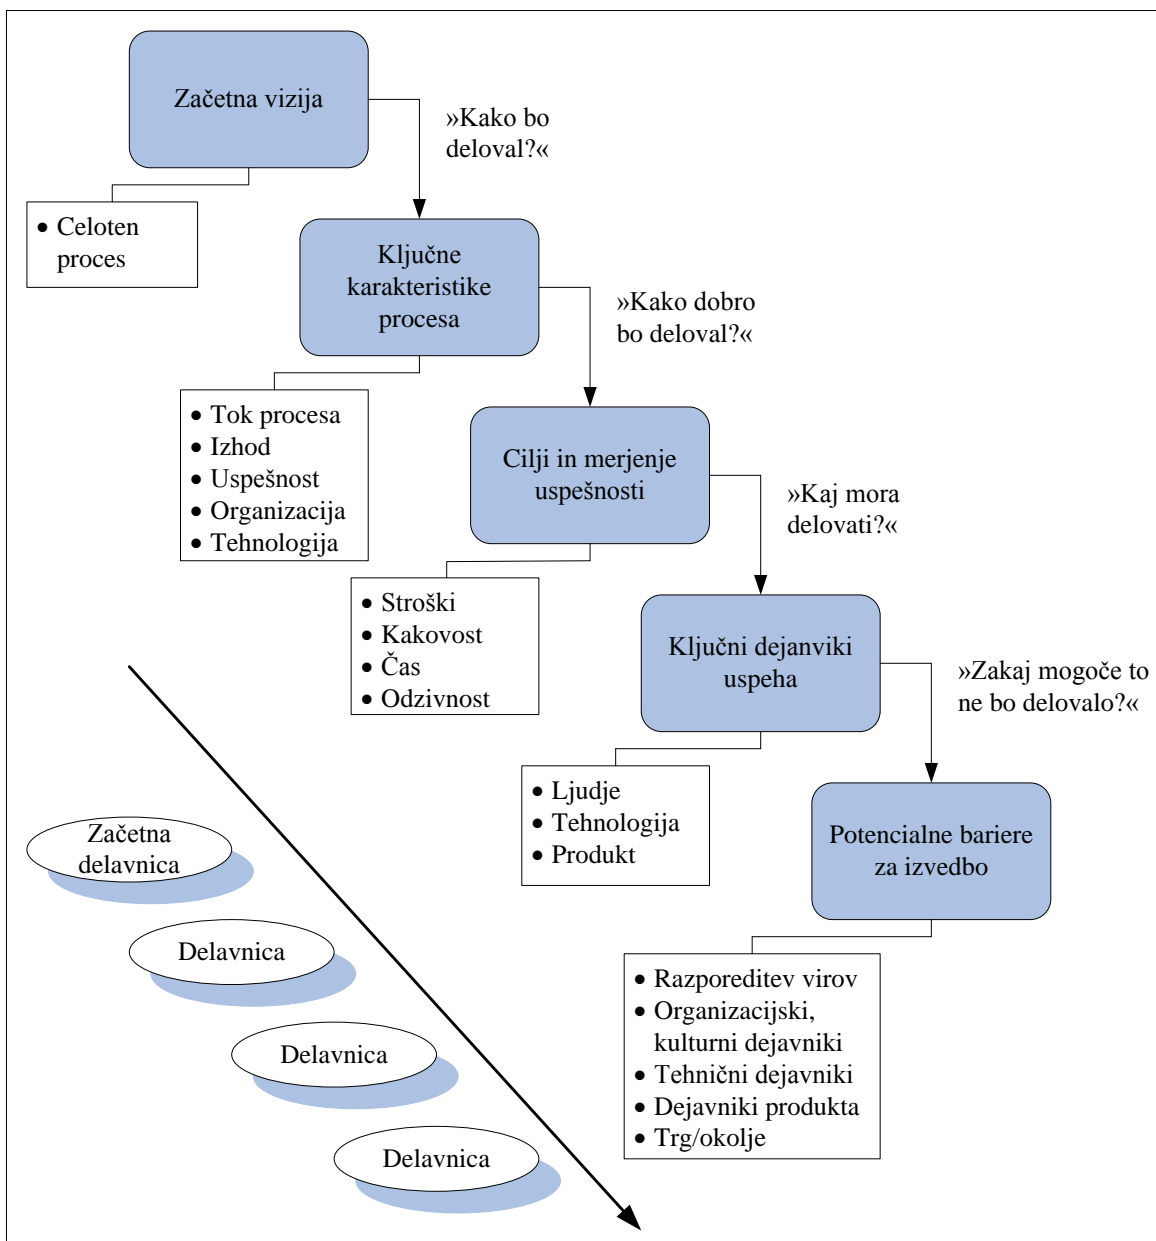 Začetna vizija
»Kako bo
deloval?«
• Celoten
proces
Ključne
karakteristike
procesa
»Kako dobro
bo deloval?«
• Tok procesa
• Izhod
• Uspešnost
• Organizacija
• Tehnologija
Cilji in merjenje
uspešnosti
»Kaj mora
delovati?«
• Stroški
• Kakovost
• Čas
• Odzivnost
Ključni dejanviki
uspeha
»Zakaj mogoče to
ne bo delovalo?«
• Ljudje
• Tehnologija
• Produkt
Potencialne bariere
za izvedbo
• Razporeditev virov
• Organizacijski,
kulturni dejavniki
• Tehnični dejavniki
• Dejavniki produkta
• Trg/okolje
Začetna
delavnica
Delavnica
Delavnica
Delavnica